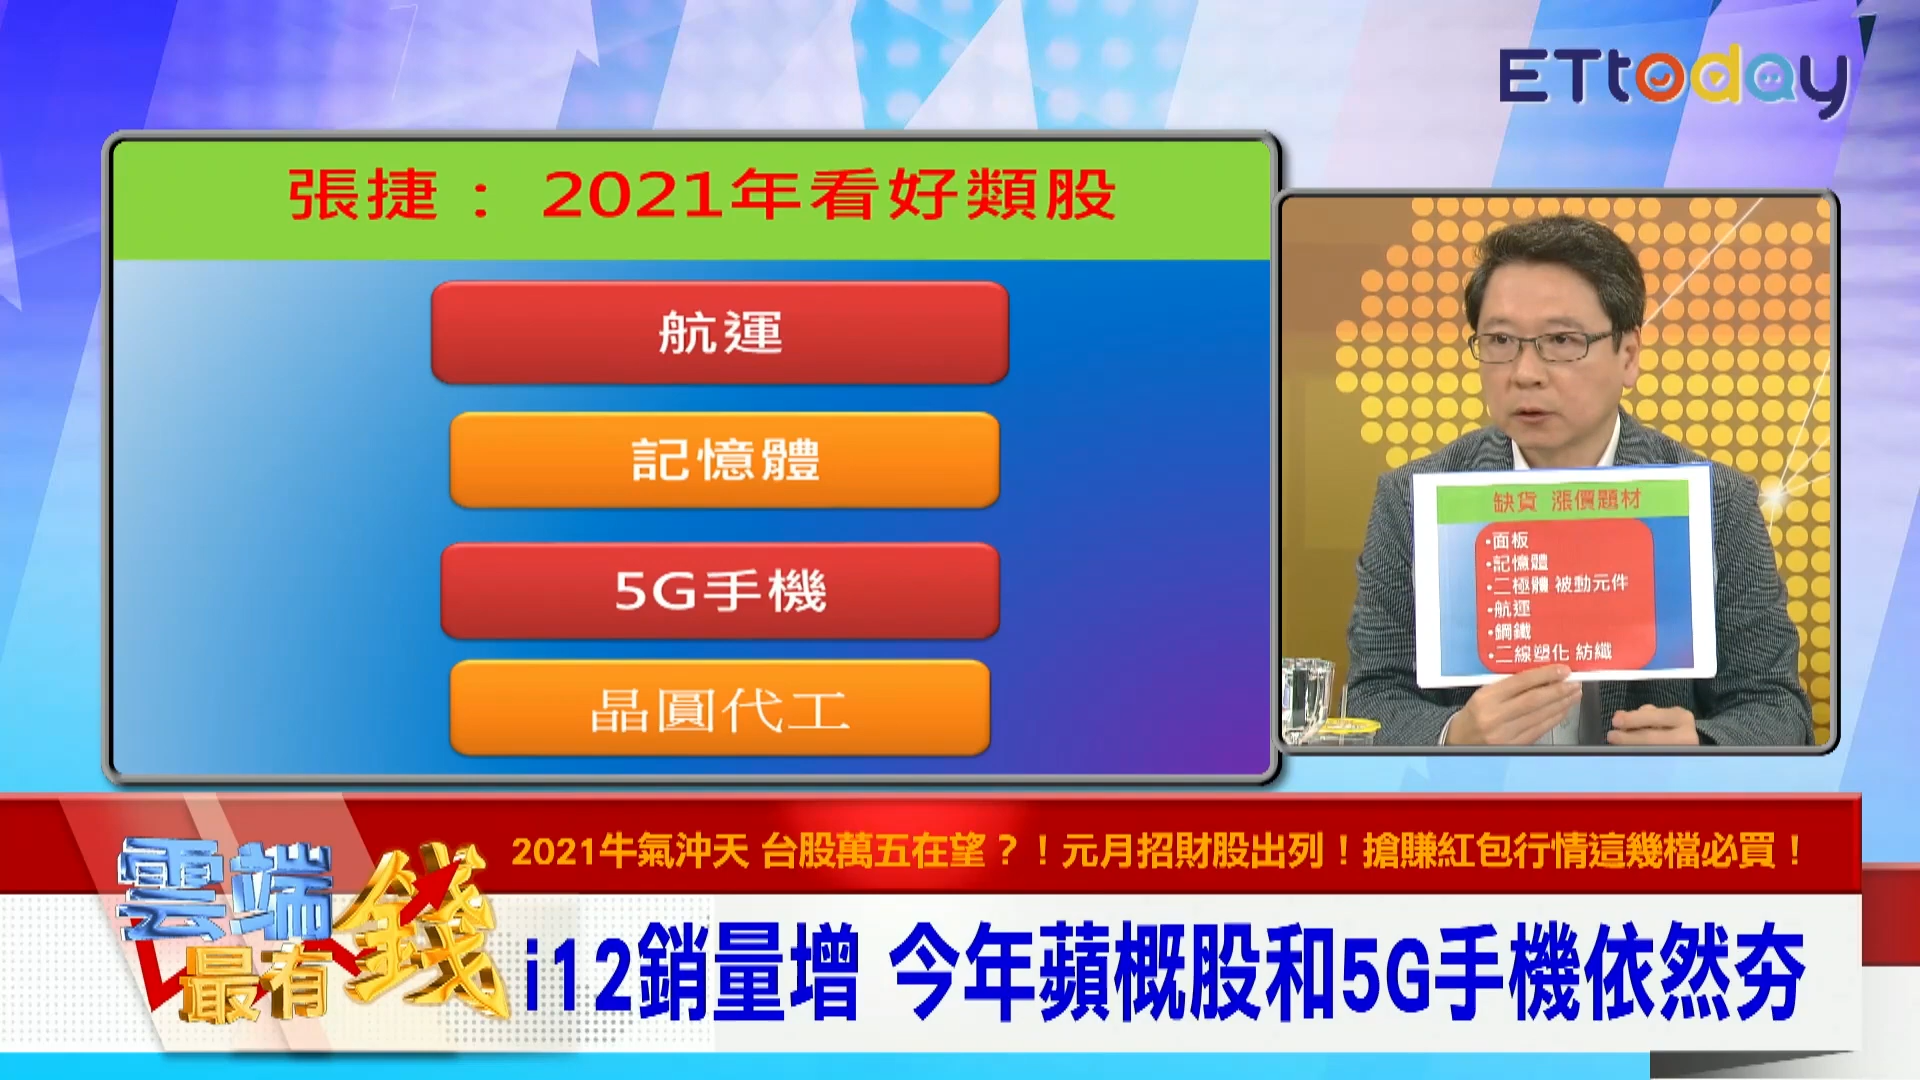 ETtoday
張捷： 2021年看好類股
航運
記憶體
5G手機
晶圓代工
缺貨 漲價題材
•面板
•記憶體
•二極體 被動元件
•航運
•鋼鐵
•二線塑化 紡織
雲端最有錢
2021牛氣沖天 台股萬五在望？！元月招財股出列！搶賺紅包行情這幾檔必買！
i12銷量增 今年蘋概股和5G手機依然夯